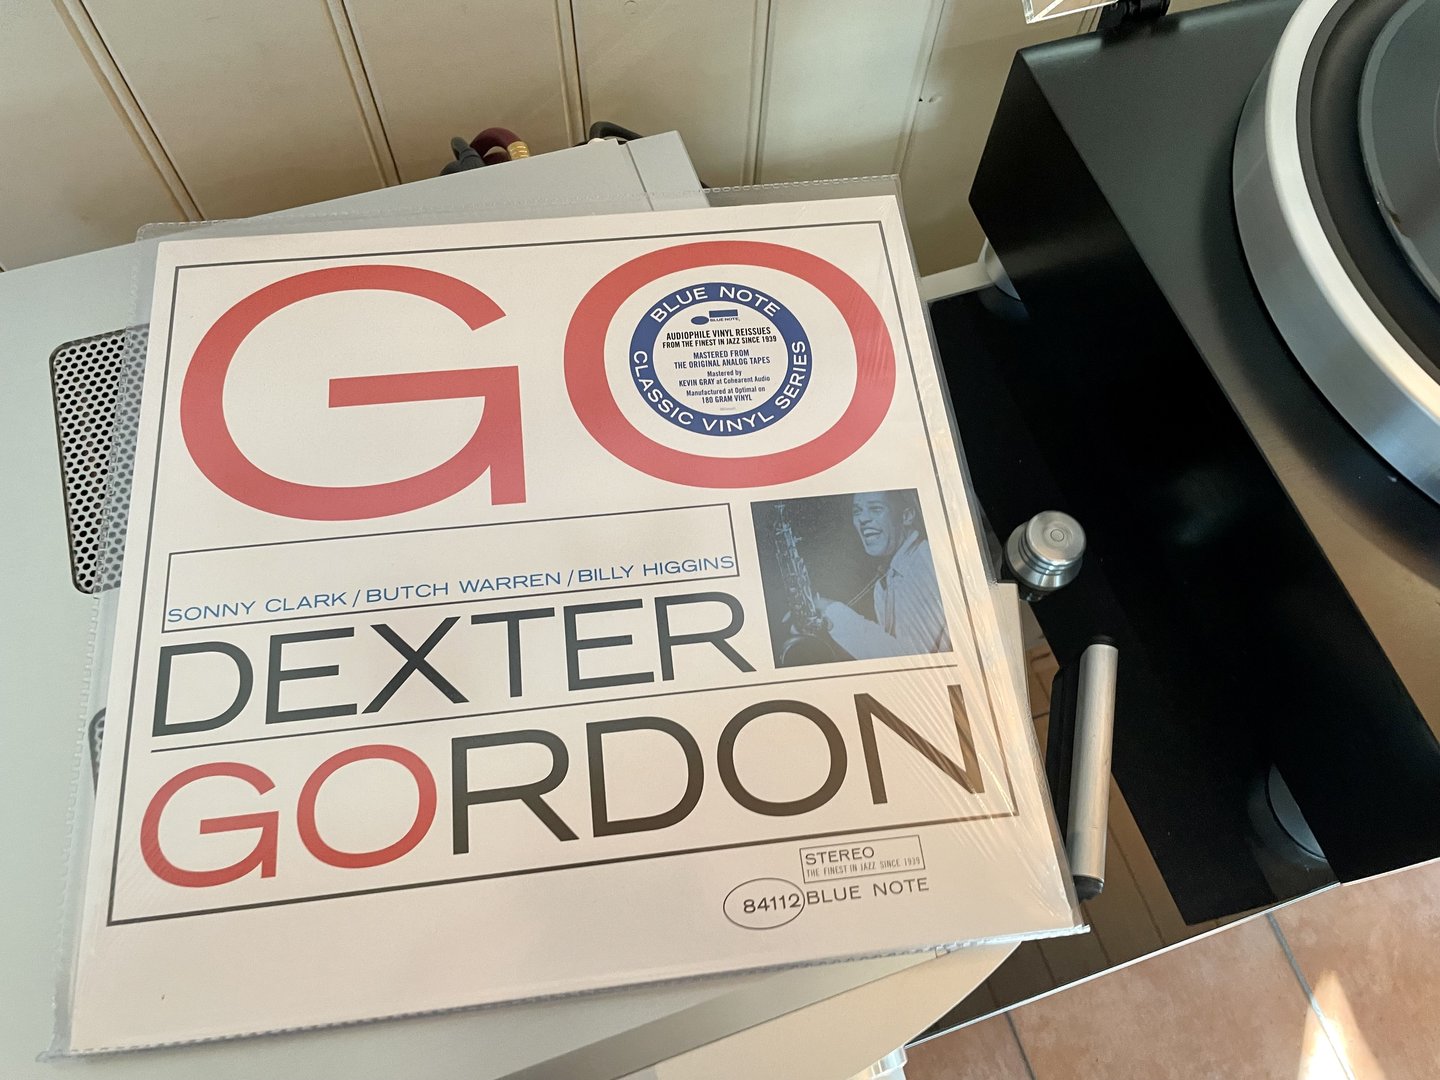 GO
BLUE NOTE
BLUE NOTE
AUDIOPHILE VINYL REISSUES
FROM THE FINEST IN JAZZ SINCE 1939
MASTERED FROM
THE ORIGINAL ANALOG TAPES
Mastered by
KEVIN GRAY at Cohearent Audio
Manufactured at Optimal on
180 GRAM VINYL
CLASSIC VINYL SERIES
SONNY CLARK / BUTCH WARREN / BILLY HIGGINS
DEXTER
GORDON
STEREO
THE FINEST IN JAZZ SINCE 1939
84112 BLUE NOTE